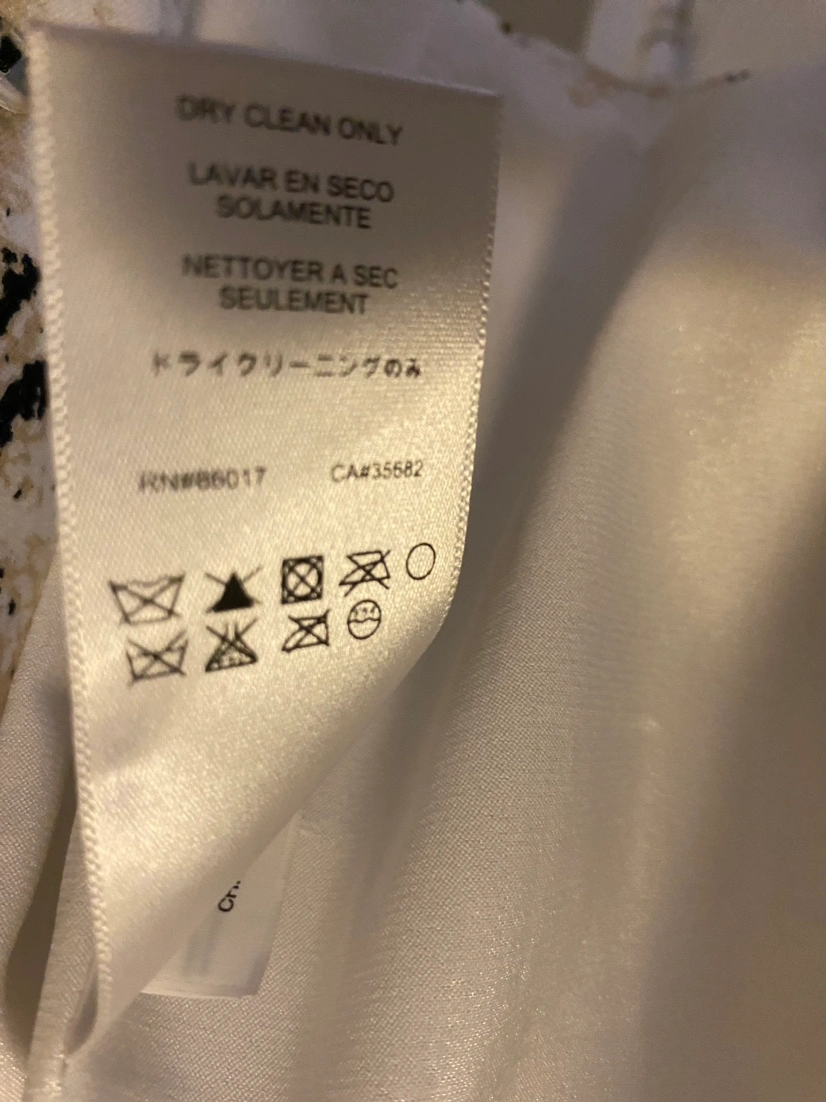 DRY CLEAN ONLY
LAVAR EN SECO
SOLAMENTE
NETTOYER A SEC
SEULEMENT
ドライクリーニングのみ
RN#86017 CA#35682